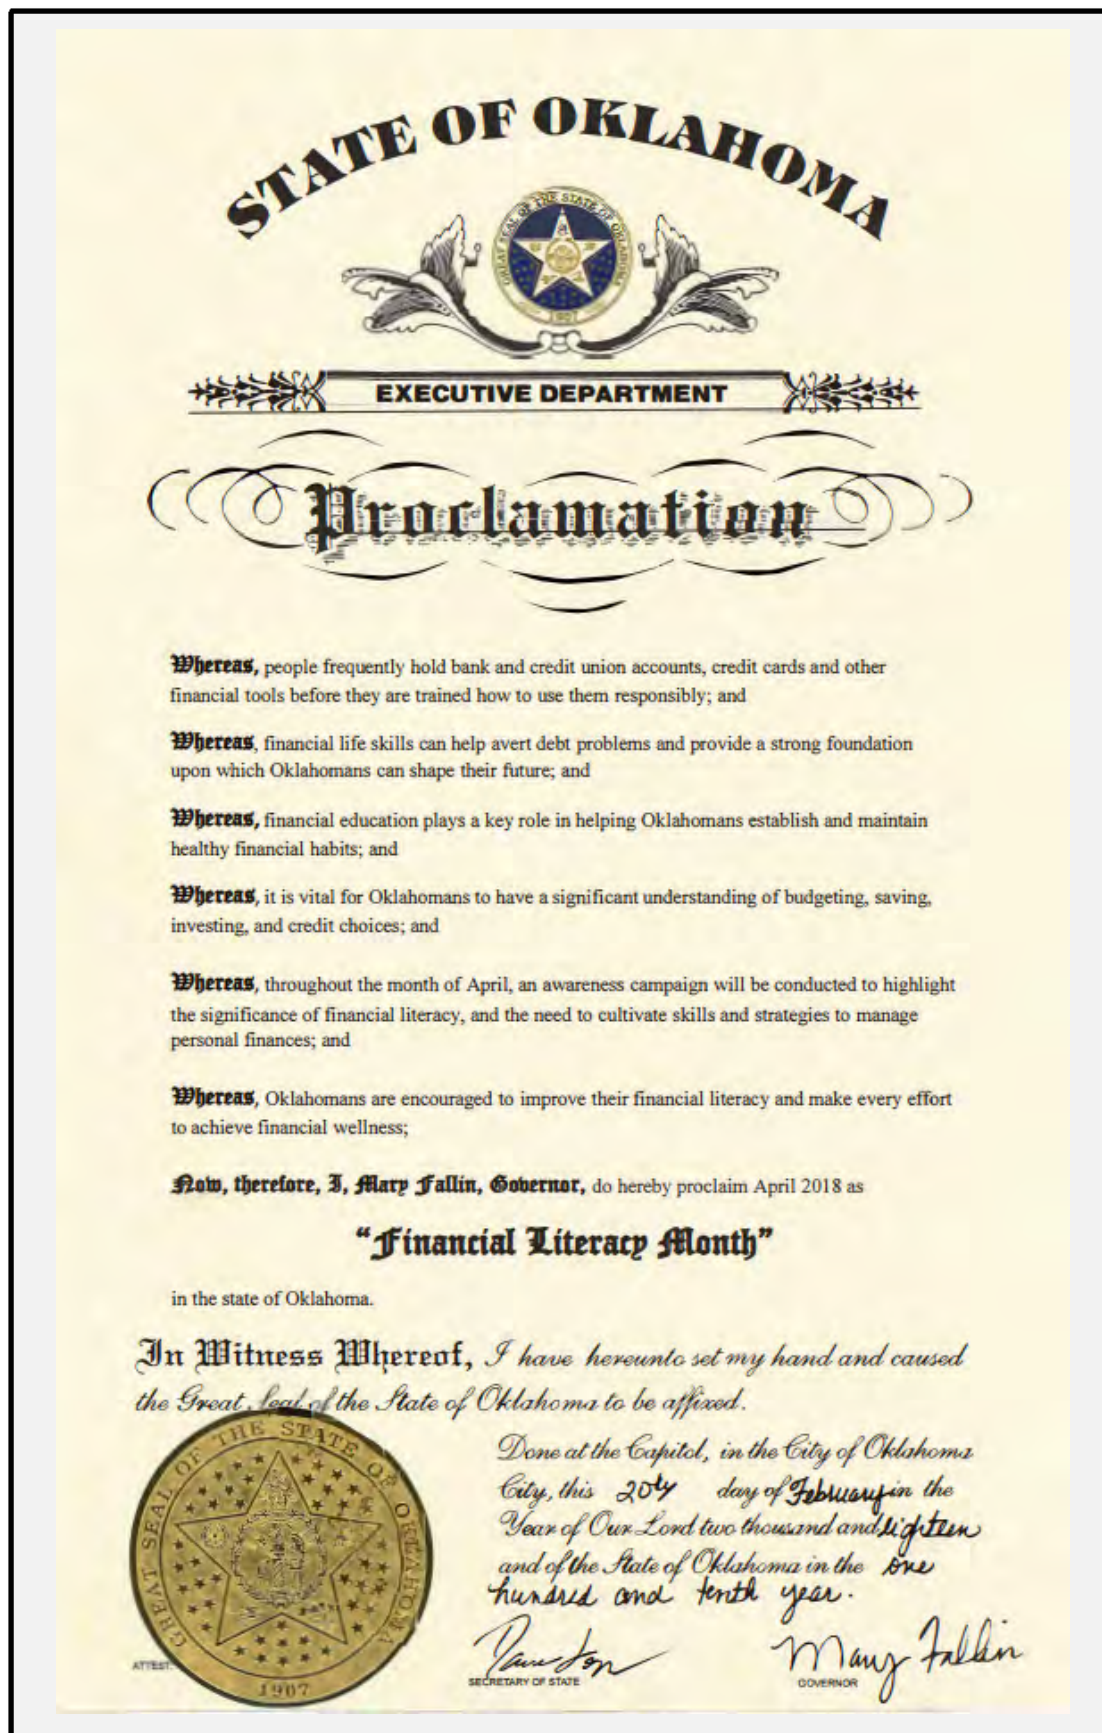 STATE OF OKLAHOMA
GREAT SEAL OF THE STATE OF OKLAHOMA
1907
EXECUTIVE DEPARTMENT
Proclamation
Whereas, people frequently hold bank and credit union accounts, credit cards and other
financial tools before they are trained how to use them responsibly; and
Whereas, financial life skills can help avert debt problems and provide a strong foundation
upon which Oklahomans can shape their future; and
Whereas, financial education plays a key role in helping Oklahomans establish and maintain
healthy financial habits; and
Whereas, it is vital for Oklahomans to have a significant understanding of budgeting, saving,
investing, and credit choices; and
Whereas, throughout the month of April, an awareness campaign will be conducted to highlight
the significance of financial literacy, and the need to cultivate skills and strategies to manage
personal finances; and
Whereas, Oklahomans are encouraged to improve their financial literacy and make every effort
to achieve financial wellness;
Now, therefore, I, Mary Fallin, Governor, do hereby proclaim April 2018 as
“Financial Literacy Month”
in the state of Oklahoma.
In Witness Whereof, I have hereunto set my hand and caused
the Great Seal of the State of Oklahoma to be affixed.
Done at the Capitol, in the City of Oklahoma
City, this 20th day of February in the
Year of Our Lord two thousand and eighteen
and of the State of Oklahoma in the one
hundred and tenth year.
GREAT SEAL OF THE STATE OF OKLAHOMA
1907
Mary Fallin
ATTEST:
SECRETARY OF STATE
GOVERNOR